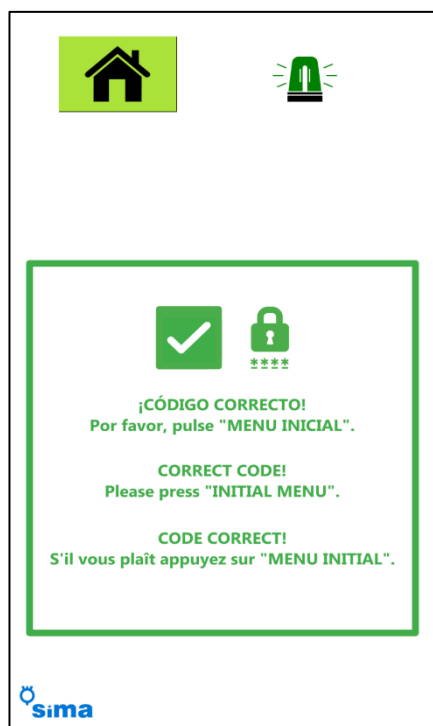 ****
¡CÓDIGO CORRECTO!
Por favor, pulse "MENU INICIAL".
CORRECT CODE!
Please press "INITIAL MENU".
CODE CORRECT!
S'il vous plaît appuyez sur "MENU INITIAL".
sima